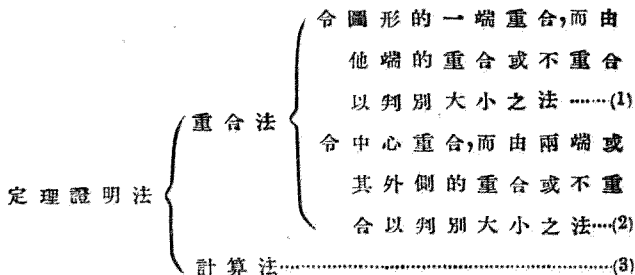 令圖形的一端重合,而由
他端的重合或不重合
以判別大小之法……(1)
重合法
令中心重合,而由兩端或
其外側的重合或不重
合以判別大小之法…(2)
定理證明法
計算法……………………………………(3)